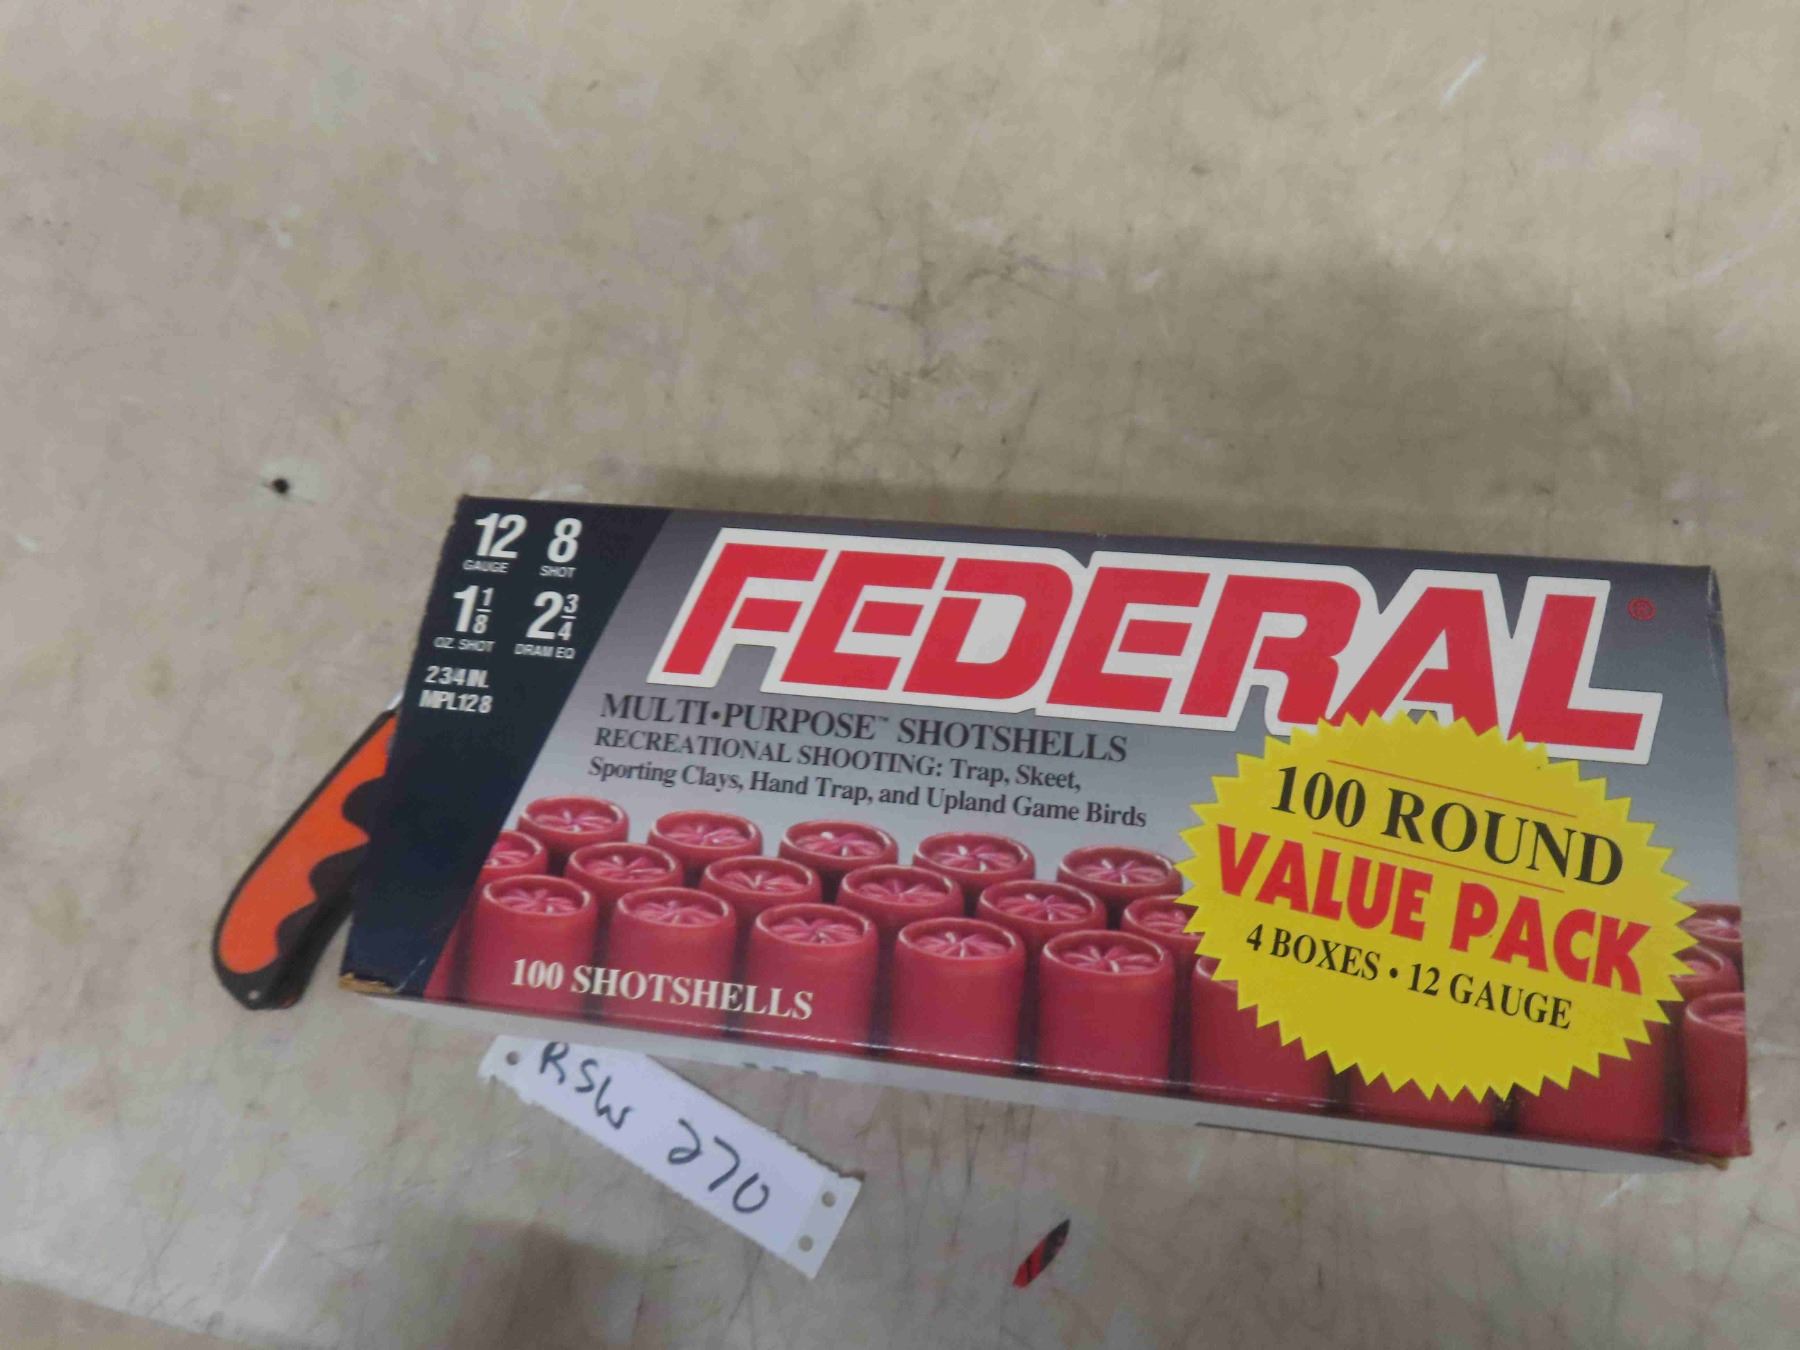 12 8
GAUGE SHOT
1 1/8 2 3/4
OZ. SHOT DRAM EQ
2 3/4 IN.
MPL12 8
FEDERAL®
MULTI•PURPOSE™ SHOTSHELLS
RECREATIONAL SHOOTING: Trap, Skeet,
Sporting Clays, Hand Trap, and Upland Game Birds
100 ROUND
VALUE PACK
4 BOXES • 12 GAUGE
100 SHOTSHELLS
RSW 270